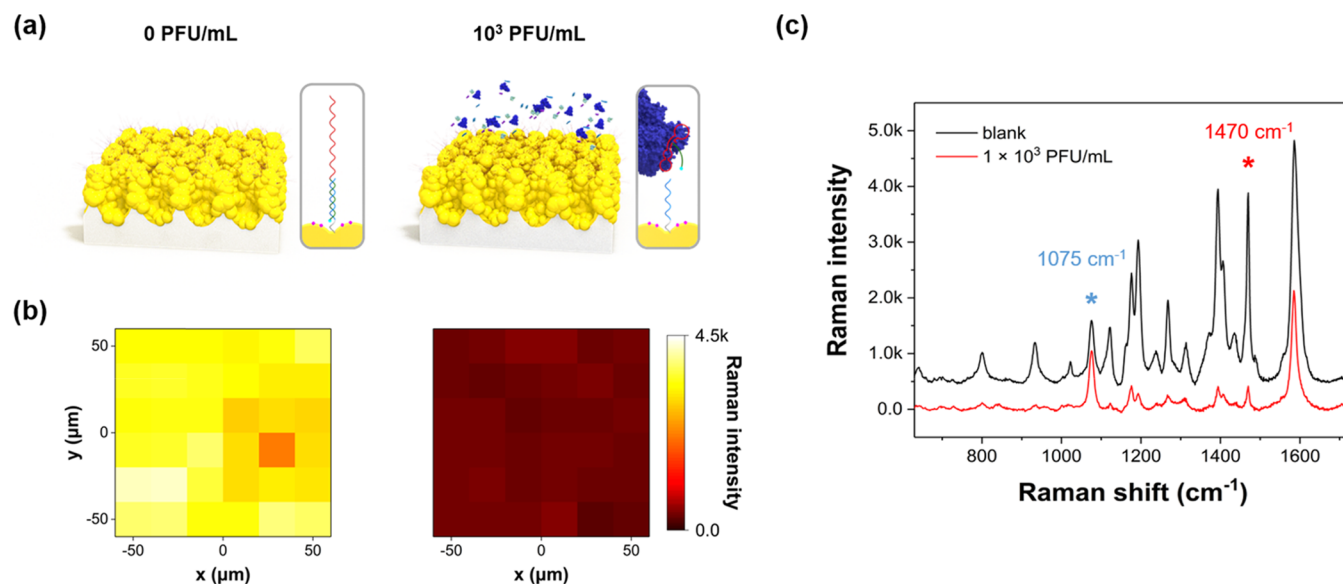 (a)
0 PFU/mL
10³ PFU/mL
(b)
50
0
-50
y (μm)
-50
0
50
x (μm)
-50
0
50
x (μm)
4.5k
0.0
Raman intensity
(c)
5.0k
4.0k
3.0k
2.0k
1.0k
0.0
Raman intensity
blank
1 × 10³ PFU/mL
1470 cm⁻¹
*
1075 cm⁻¹
*
800
1000
1200
1400
1600
Raman shift (cm⁻¹)